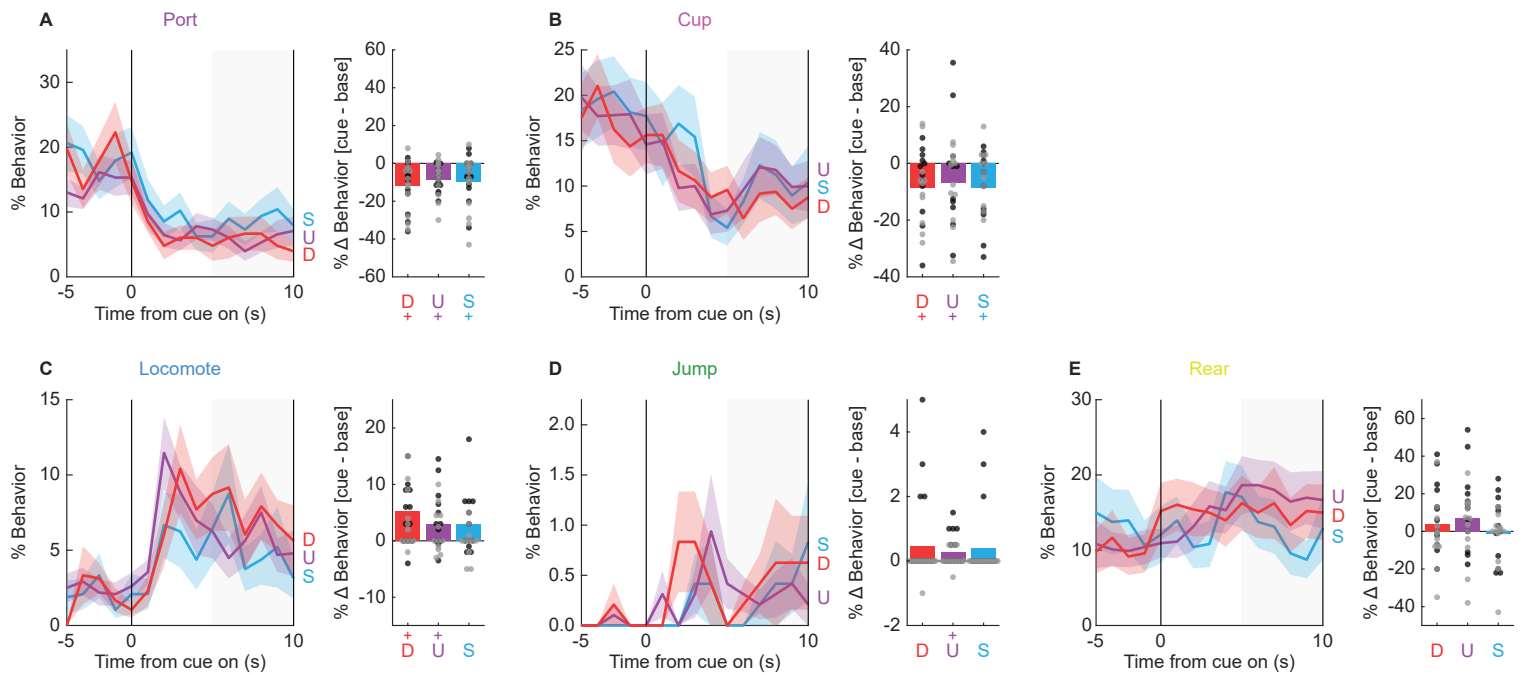 A Port
% Behavior
30
20
10
0
-5 0 10
Time from cue on (s)
S
U
D
% Δ Behavior [cue - base]
60
40
20
0
-20
-40
-60
D U S
+ + +
B Cup
% Behavior
25
20
15
10
5
0
-5 0 10
Time from cue on (s)
U
S
D
% Δ Behavior [cue - base]
40
20
0
-20
-40
D U S
+ + +
C Locomote
% Behavior
15
10
5
0
-5 0 10
Time from cue on (s)
D
U
S
% Δ Behavior [cue - base]
20
10
0
-10
+ +
D U S
D Jump
% Behavior
2.0
1.5
1.0
0.5
0.0
-5 0 10
Time from cue on (s)
S
D
U
% Δ Behavior [cue - base]
4
2
0
-2
+
D U S
E Rear
% Behavior
30
20
10
0
-5 0 10
Time from cue on (s)
U
D
S
% Δ Behavior [cue - base]
60
40
20
0
-20
-40
D U S